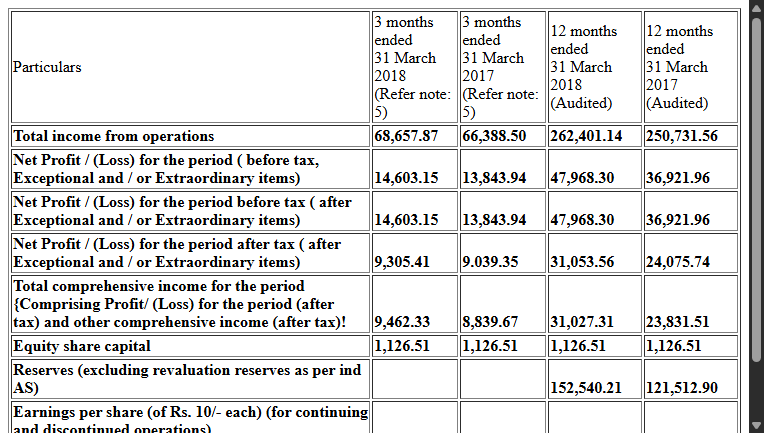 Particulars
3 months
ended
31 March
2018
(Refer note:
5)
3 months
ended
31 March
2017
(Refer note:
5)
12 months
ended
31 March
2018
(Audited)
12 months
ended
31 March
2017
(Audited)
Total income from operations 68,657.87 66,388.50 262,401.14 250,731.56
Net Profit / (Loss) for the period ( before tax,
Exceptional and / or Extraordinary items) 14,603.15 13,843.94 47,968.30 36,921.96
Net Profit / (Loss) for the period before tax ( after
Exceptional and / or Extraordinary items) 14,603.15 13,843.94 47,968.30 36,921.96
Net Profit / (Loss) for the period after tax ( after
Exceptional and / or Extraordinary items) 9,305.41 9.039.35 31,053.56 24,075.74
Total comprehensive income for the period
{Comprising Profit/ (Loss) for the period (after
tax) and other comprehensive income (after tax)! 9,462.33 8,839.67 31,027.31 23,831.51
Equity share capital 1,126.51 1,126.51 1,126.51 1,126.51
Reserves (excluding revaluation reserves as per ind
AS) 152,540.21 121,512.90
Earnings per share (of Rs. 10/- each) (for continuing
and discontinued operations)